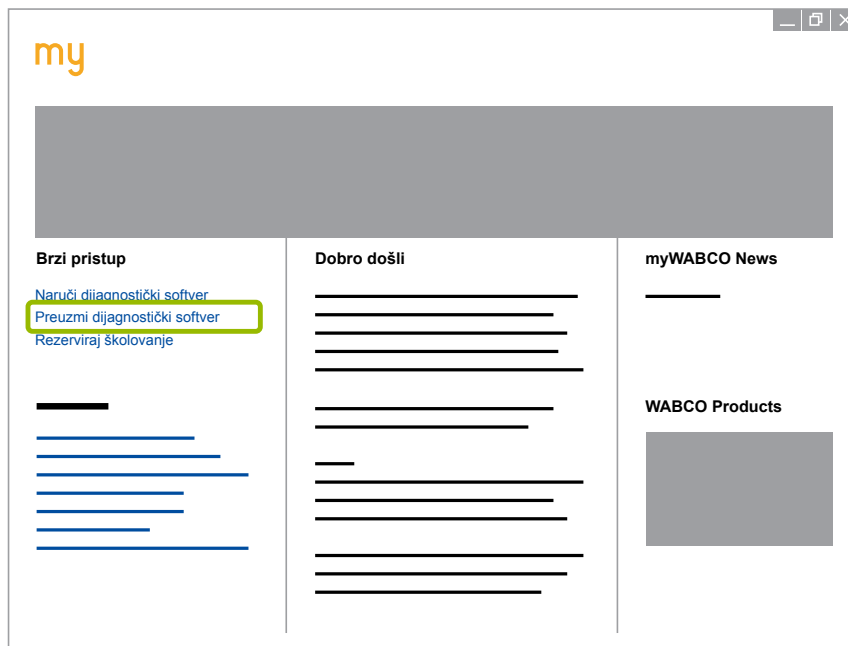 my
Brzi pristup
Naruči dijagnostički softver
Preuzmi dijagnostički softver
Rezerviraj školovanje
Dobro došli
myWABCO News
WABCO Products